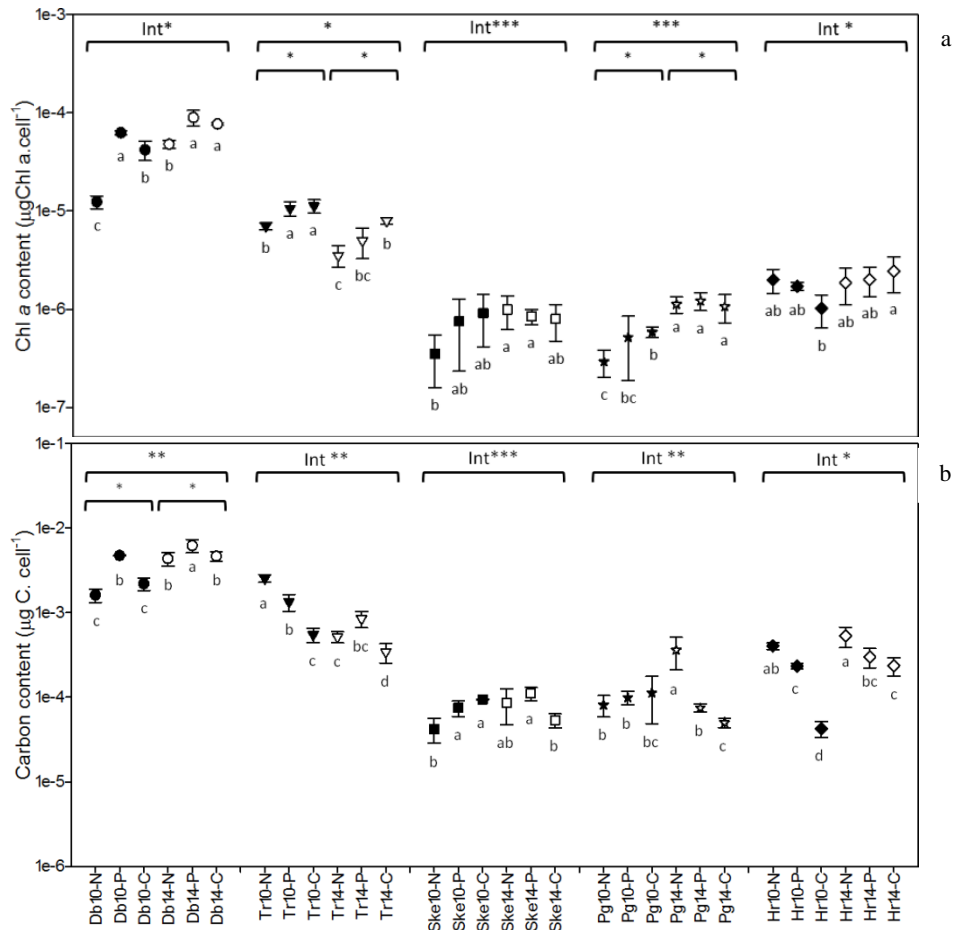 1e-3
Int*
*
Int***
***
Int *
a
*
*
*
*
1e-4
1e-5
1e-6
1e-7
Chl a content (µgChl a.cell-1)
c
a
b
b
a
a
b
a
a
c
bc
b
b
ab
ab
a
a
ab
c
bc
b
a
a
a
ab
ab
b
ab
ab
a
1e-1
**
Int **
Int***
Int **
Int *
b
*
*
1e-2
1e-3
1e-4
1e-5
1e-6
Carbon content (µg C. cell-1)
c
b
c
b
a
b
a
b
c
c
bc
d
b
a
a
ab
a
b
b
b
bc
a
b
c
ab
c
d
a
bc
c
Db10-N
Db10-P
Db10-C
Db14-N
Db14-P
Db14-C
Tr10-N
Tr10-P
Tr10-C
Tr14-N
Tr14-P
Tr14-C
Ske10-N
Ske10-P
Ske10-C
Ske14-N
Ske14-P
Ske14-C
Pg10-N
Pg10-P
Pg10-C
Pg14-N
Pg14-P
Pg14-C
Hr10-N
Hr10-P
Hr10-C
Hr14-N
Hr14-P
Hr14-C